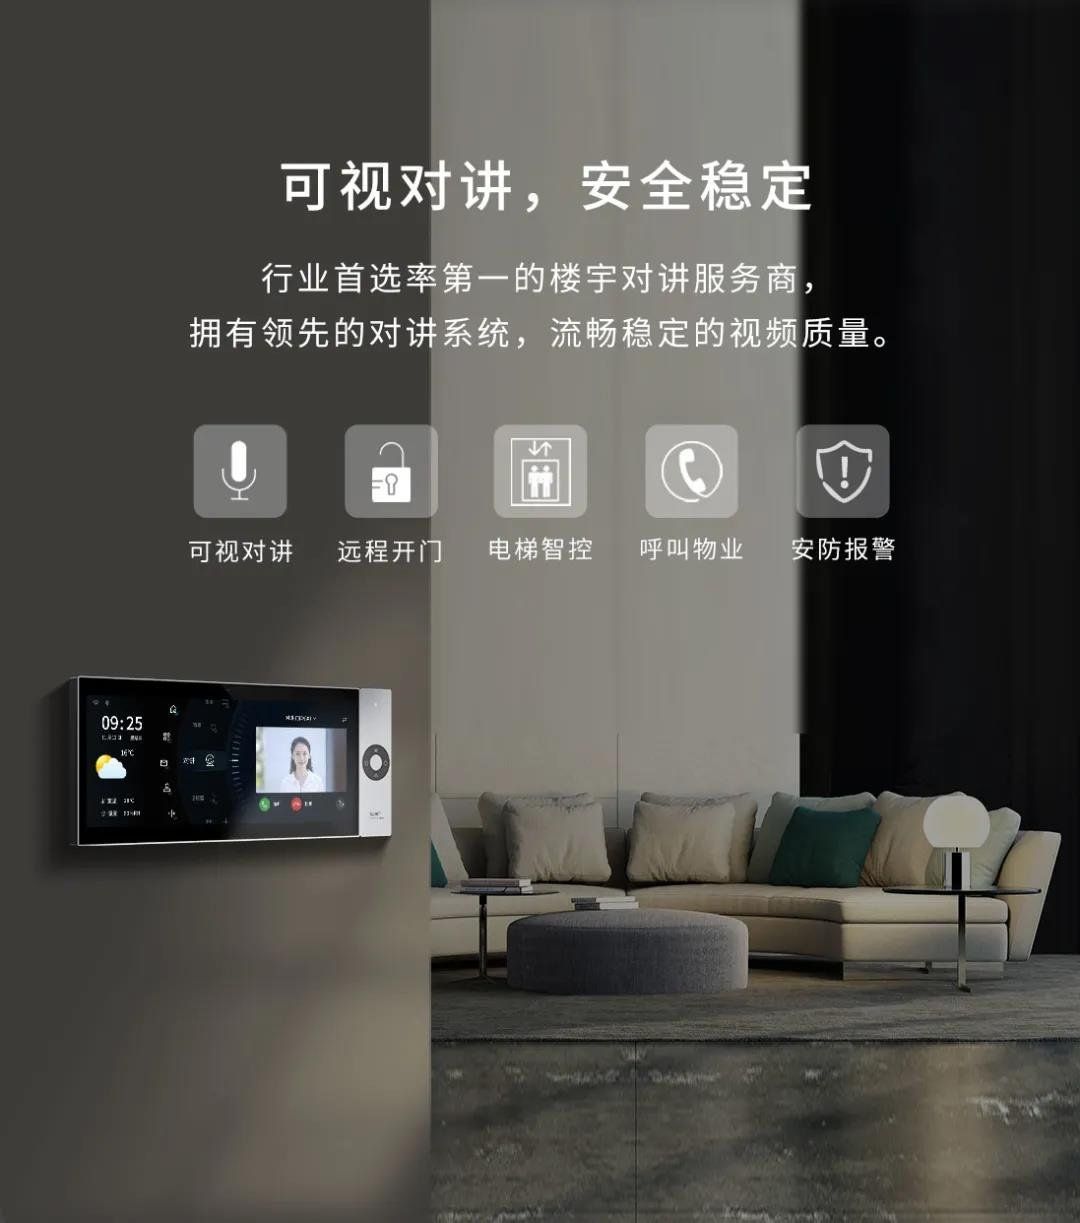 可视对讲，安全稳定
行业首选率第一的楼宇对讲服务商，
拥有领先的对讲系统，流畅稳定的视频质量。
可视对讲
远程开门
电梯智控
呼叫物业
安防报警
09:25
16℃
对讲